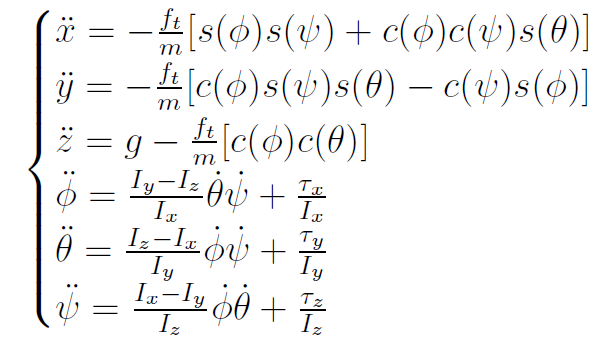 ẍ = −f_t/m [s(ϕ)s(ψ) + c(ϕ)c(ψ)s(θ)]
ÿ = −f_t/m [c(ϕ)s(ψ)s(θ) − c(ψ)s(ϕ)]
z̈ = g − f_t/m [c(ϕ)c(θ)]
ϕ̈ = (I_y−I_z)/I_x θ̇ψ̇ + τ_x/I_x
θ̈ = (I_z−I_x)/I_y ϕ̇ψ̇ + τ_y/I_y
ψ̈ = (I_x−I_y)/I_z ϕ̇θ̇ + τ_z/I_z